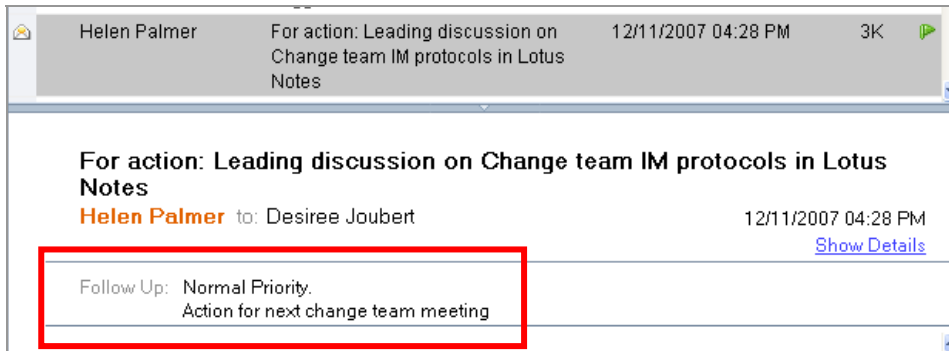 Helen Palmer For action: Leading discussion on 12/11/2007 04:28 PM 3K
Change team IM protocols in Lotus
Notes
For action: Leading discussion on Change team IM protocols in Lotus
Notes
Helen Palmer to: Desiree Joubert 12/11/2007 04:28 PM
Show Details
Follow Up: Normal Priority.
Action for next change team meeting